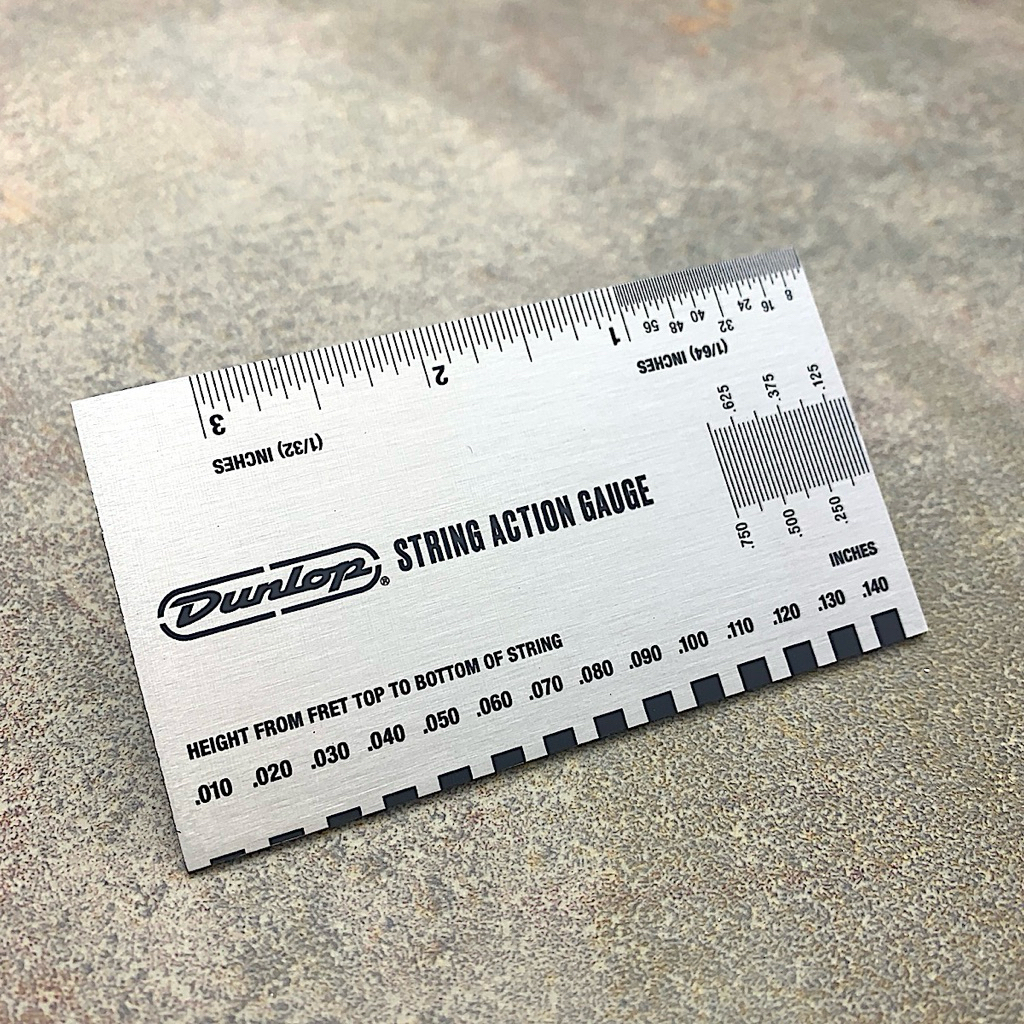 8 16 24 32 40 48 56 1 2 3
(1/64) INCHES
(1/32) INCHES
.625 .375 .125
.750 .500 .250
INCHES
Dunlop® STRING ACTION GAUGE
HEIGHT FROM FRET TOP TO BOTTOM OF STRING
.010 .020 .030 .040 .050 .060 .070 .080 .090 .100 .110 .120 .130 .140